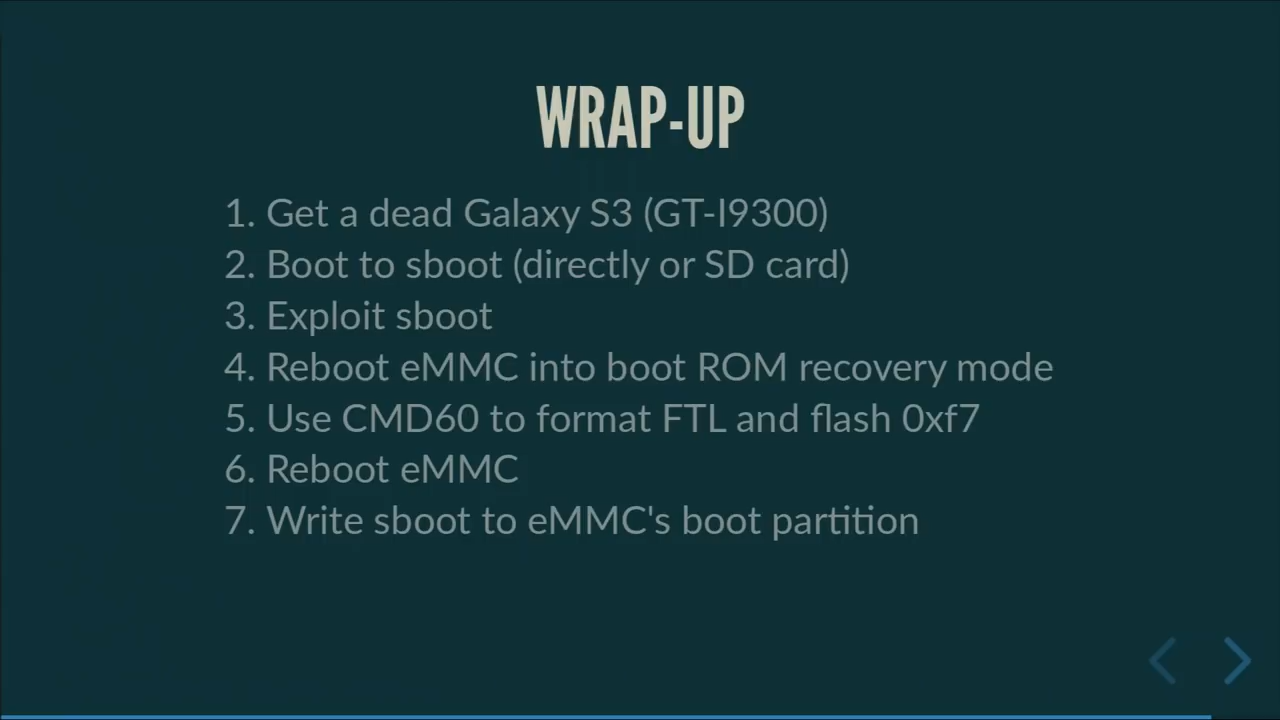 WRAP-UP
1. Get a dead Galaxy S3 (GT-I9300)
2. Boot to sboot (directly or SD card)
3. Exploit sboot
4. Reboot eMMC into boot ROM recovery mode
5. Use CMD60 to format FTL and flash 0xf7
6. Reboot eMMC
7. Write sboot to eMMC's boot partition